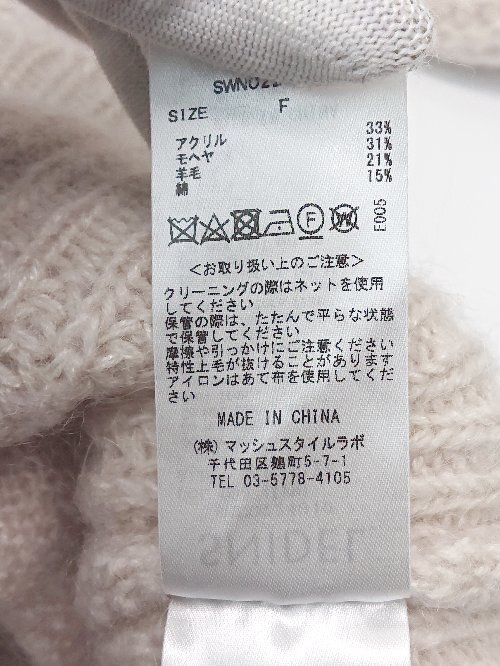 SIZE F
アクリル 33%
モヘヤ 31%
羊毛 21%
綿 15%
F
W
E005
<お取り扱い上のご注意>
クリーニングの際はネットを使用
してください
保管の際は、たたんで平らな状態
で保管してください
摩擦や引っかけにご注意ください
特性上毛が抜けることがあります
アイロンはあて布を使用してくだ
さい
MADE IN CHINA
(株) マッシュスタイルラボ
千代田区麹町5-7-1
TEL 03-5778-4105
SNIDEL